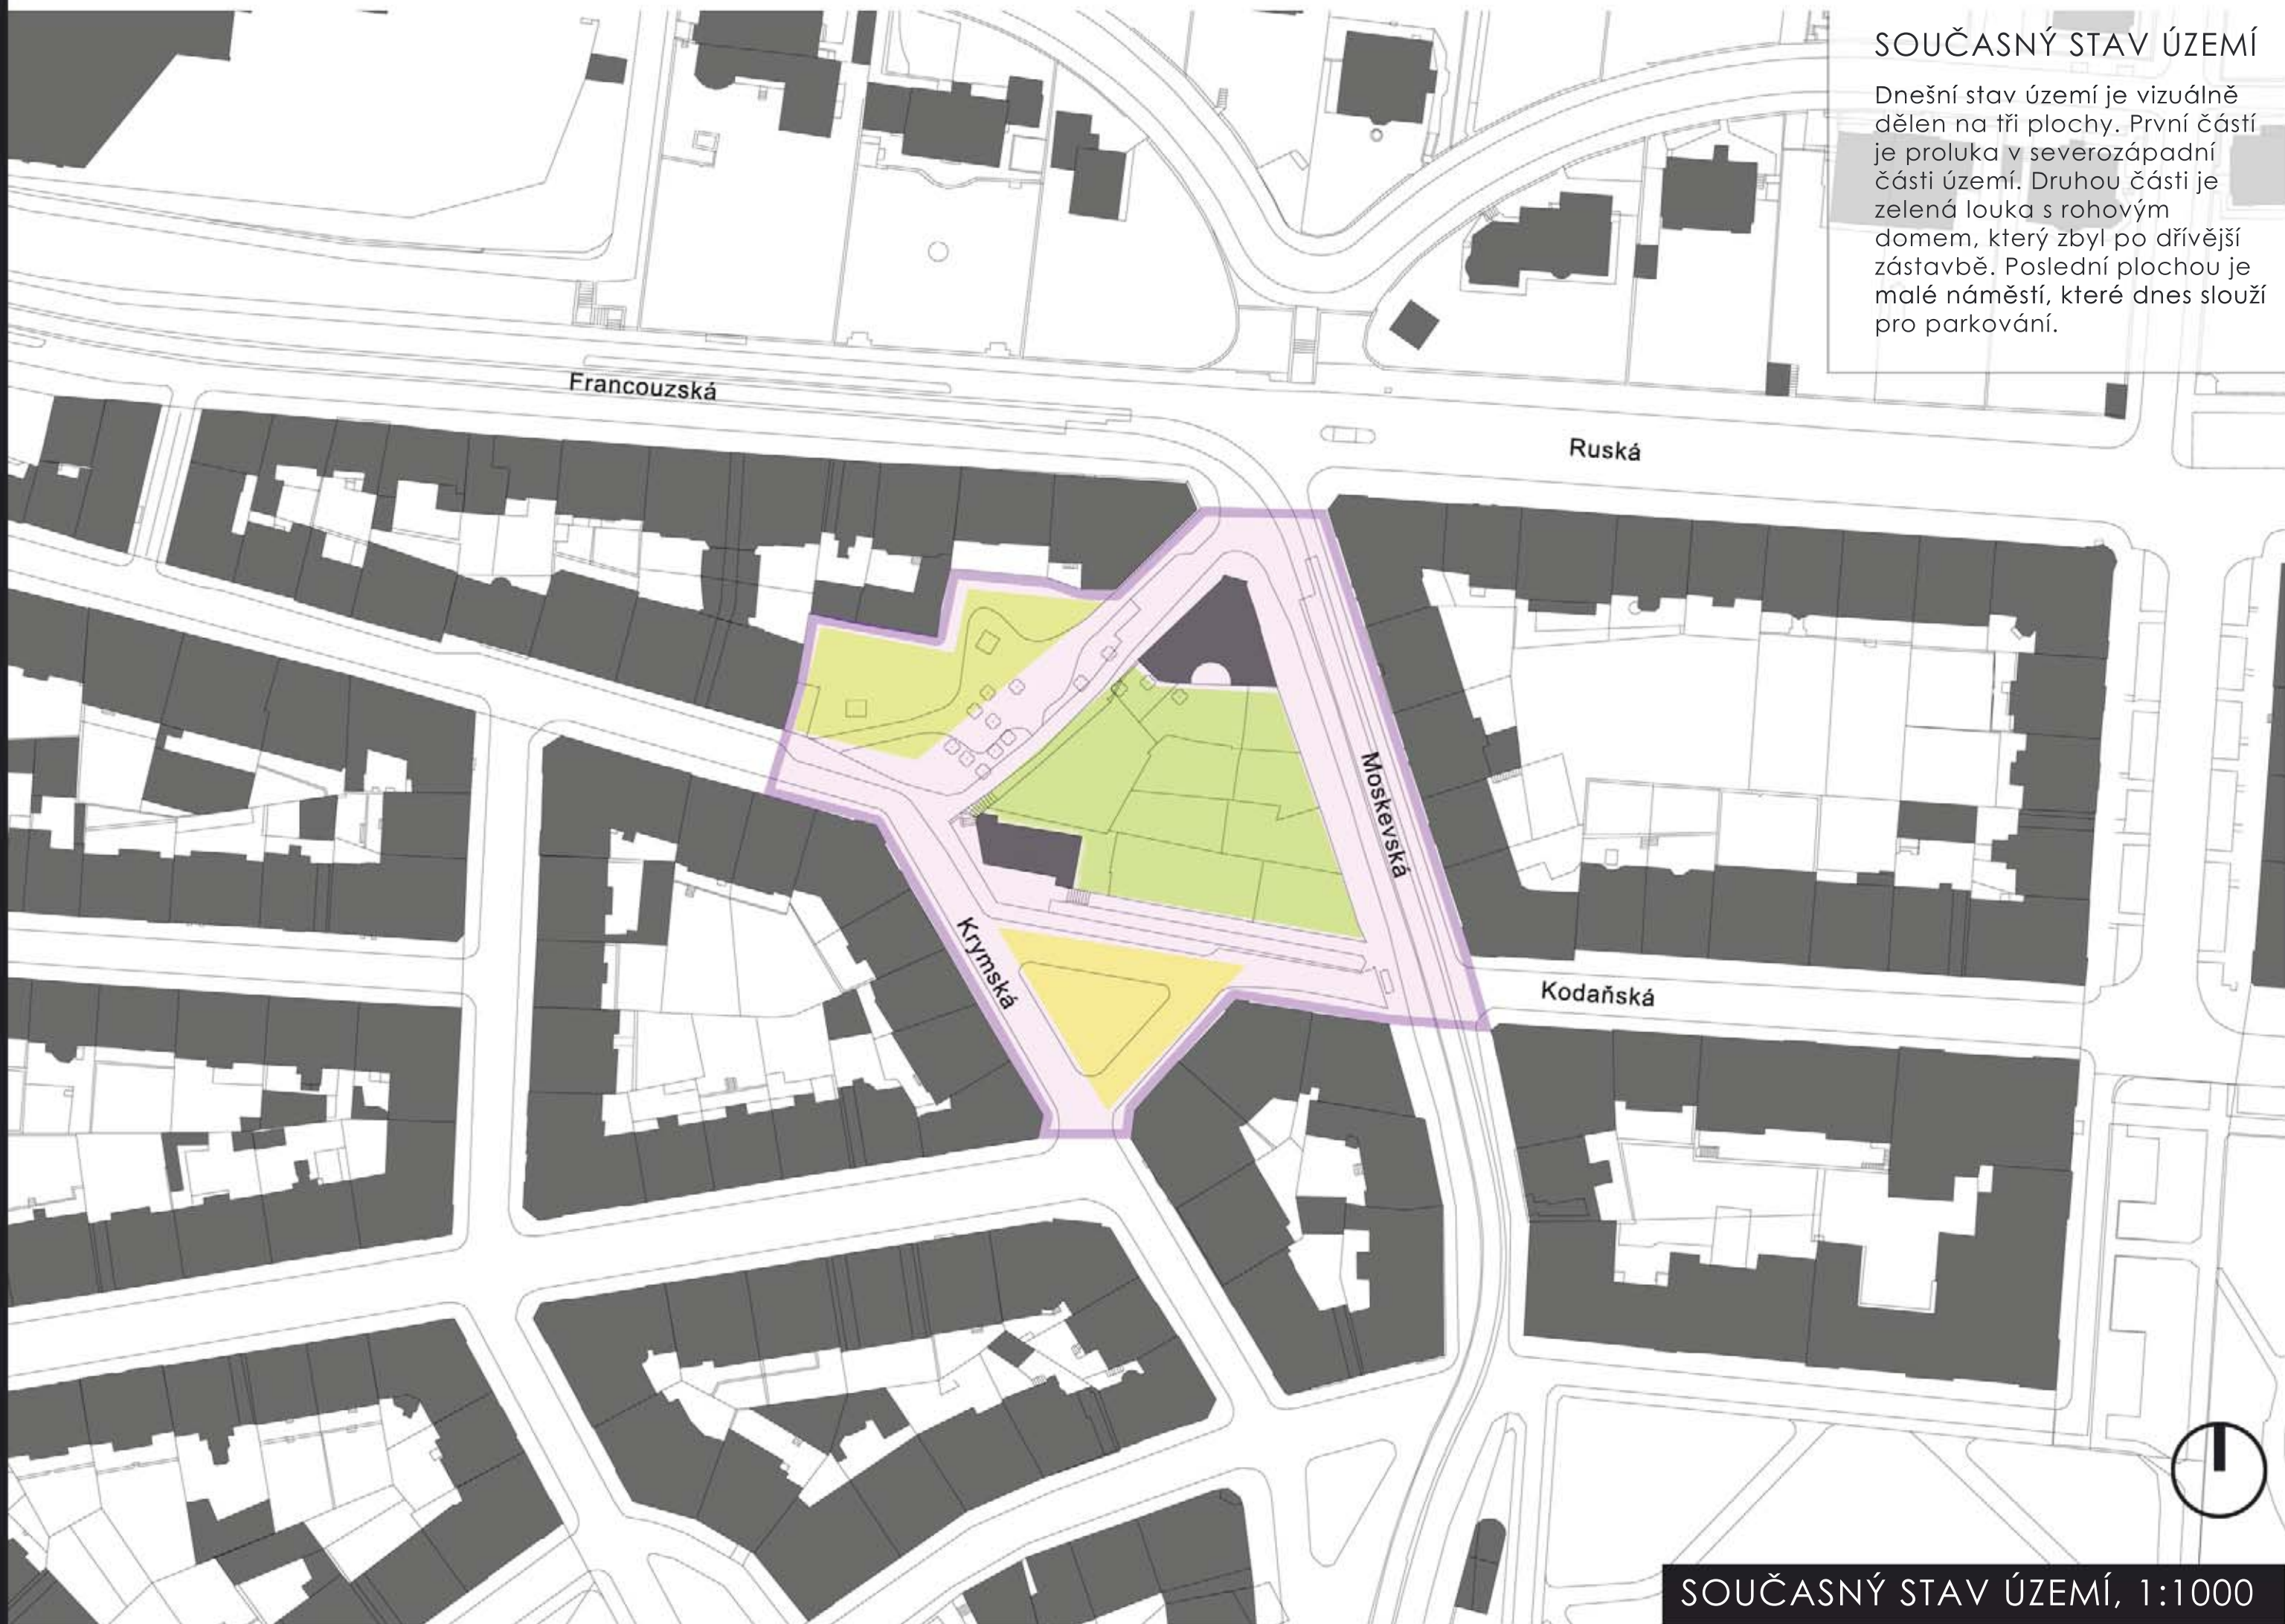 SOUČASNÝ STAV ÚZEMÍ
Dnešní stav území je vizuálně
dělen na tři plochy. První částí
je proluka v severozápadní
části území. Druhou části je
zelená louka s rohovým
domem, který zbyl po dřívější
zástavbě. Poslední plochou je
malé náměstí, které dnes slouží
pro parkování.
Francouzská
Ruská
Moskevská
Krymská
Kodaňská
SOUČASNÝ STAV ÚZEMÍ, 1:1000